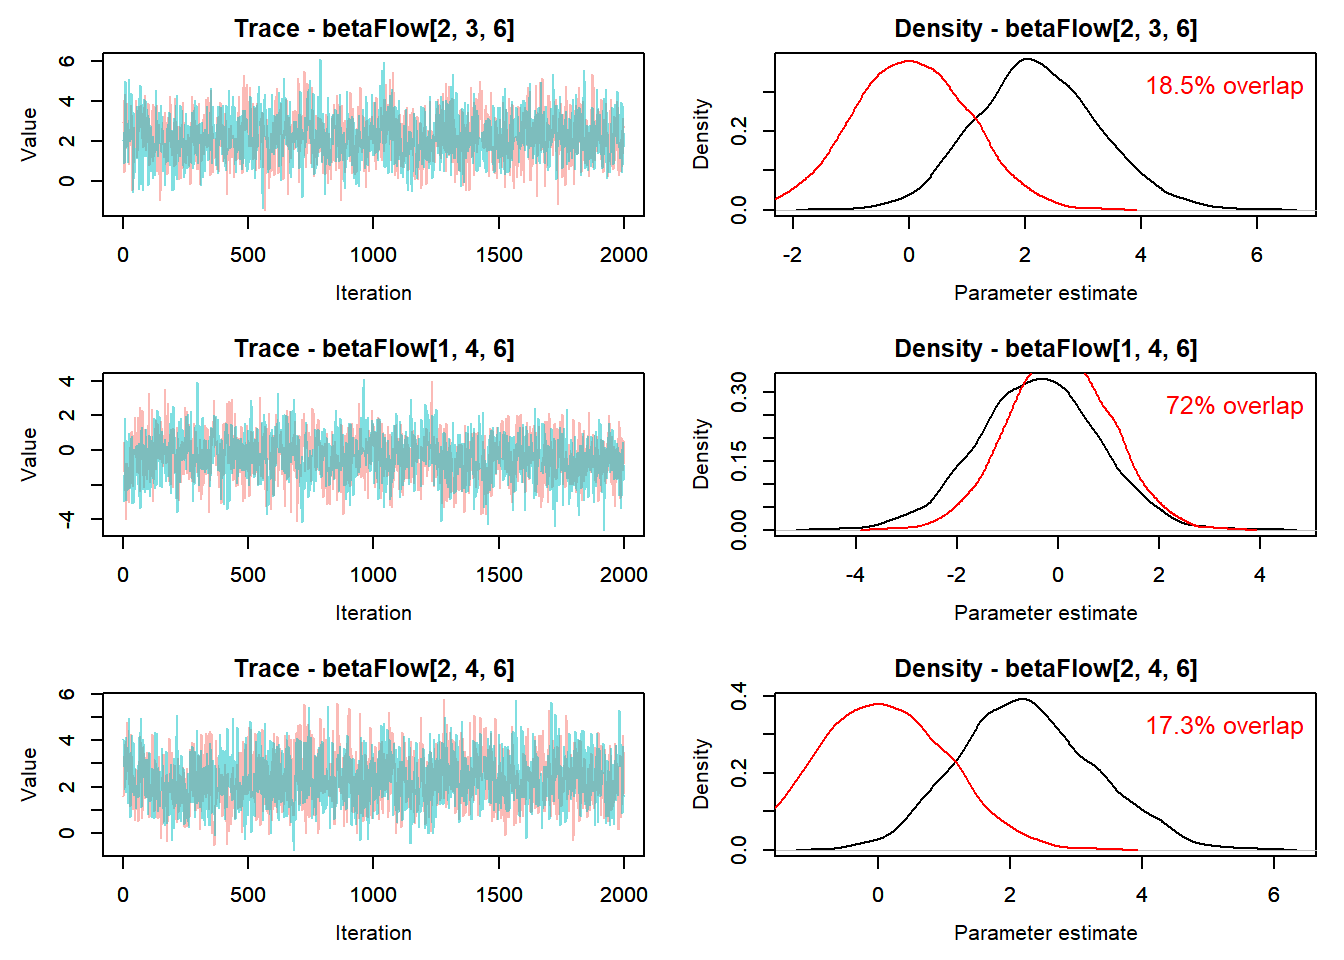 Trace - betaFlow[2, 3, 6]
Value
0 2 4 6
0 500 1000 1500 2000
Iteration
Density - betaFlow[2, 3, 6]
18.5% overlap
Density
0.0 0.2
-2 0 2 4 6
Parameter estimate
Trace - betaFlow[1, 4, 6]
Value
-4 0 2 4
0 500 1000 1500 2000
Iteration
Density - betaFlow[1, 4, 6]
72% overlap
Density
0.00 0.15 0.30
-4 -2 0 2 4
Parameter estimate
Trace - betaFlow[2, 4, 6]
Value
0 2 4 6
0 500 1000 1500 2000
Iteration
Density - betaFlow[2, 4, 6]
17.3% overlap
Density
0.0 0.2 0.4
0 2 4 6
Parameter estimate